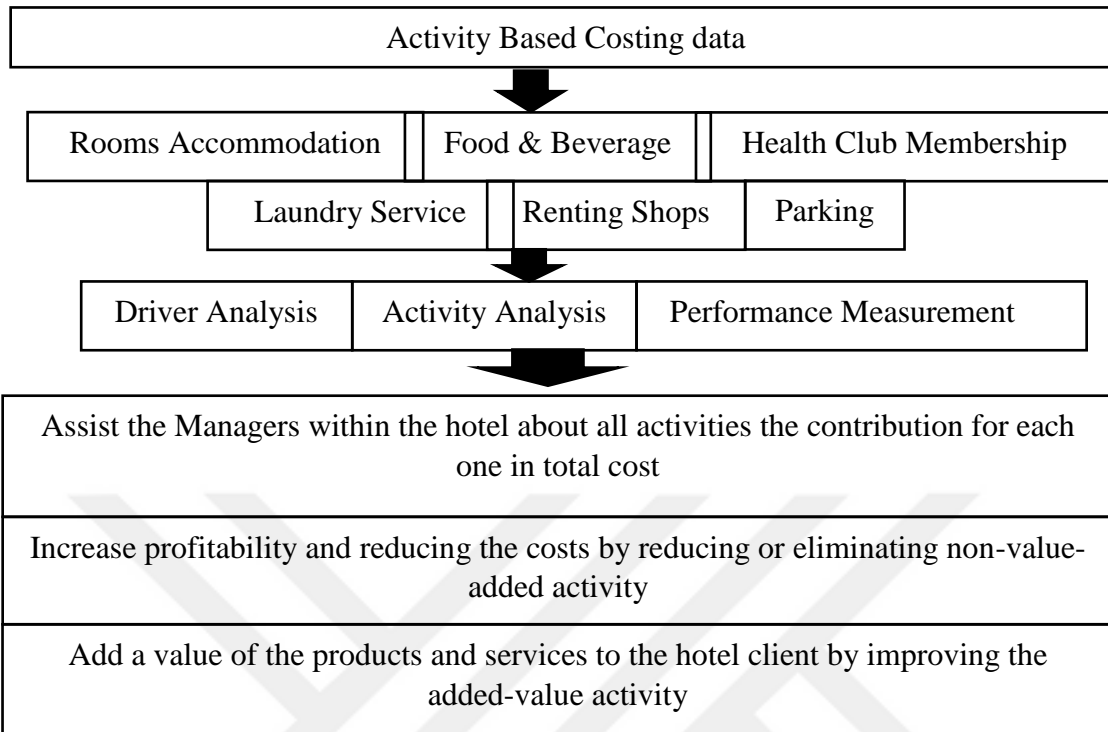 Activity Based Costing data
Rooms Accommodation Food & Beverage Health Club Membership
Laundry Service Renting Shops Parking
Driver Analysis Activity Analysis Performance Measurement
Assist the Managers within the hotel about all activities the contribution for each
one in total cost
Increase profitability and reducing the costs by reducing or eliminating non-value-
added activity
Add a value of the products and services to the hotel client by improving the
added-value activity